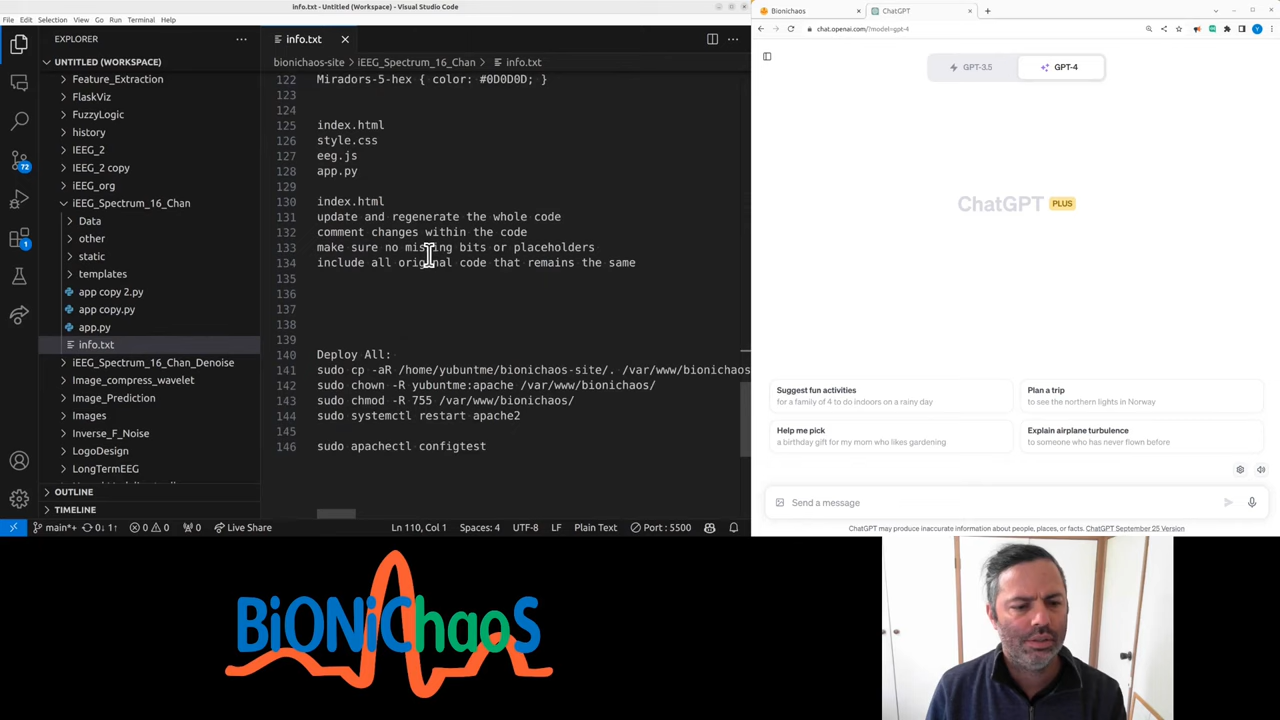 info.txt - Untitled (Workspace) - Visual Studio Code
File Edit Selection View Go Run Terminal Help
EXPLORER
UNTITLED (WORKSPACE)
Feature_Extraction
FlaskViz
FuzzyLogic
history
IEEG_2
IEEG_2 copy
iEEG_org
iEEG_Spectrum_16_Chan
Data
other
static
templates
app copy 2.py
app copy.py
app.py
info.txt
iEEG_Spectrum_16_Chan_Denoise
Image_compress_wavelet
Image_Prediction
Images
Inverse_F_Noise
LogoDesign
LongTermEEG
OUTLINE
TIMELINE
72
1
info.txt
bionichaos-site > iEEG_Spectrum_16_Chan > info.txt
122 Miradors-5-hex { color: #0D0D0D; }
123
124
125 index.html
126 style.css
127 eeg.js
128 app.py
129
130 index.html
131 update and regenerate the whole code
132 comment changes within the code
133 make sure no missing bits or placeholders
134 include all original code that remains the same
135
136
137
138
139
140 Deploy All:
141 sudo cp -aR /home/yubuntme/bionichaos-site/. /var/www/bionichaos
142 sudo chown -R yubuntme:apache /var/www/bionichaos/
143 sudo chmod -R 755 /var/www/bionichaos/
144 sudo systemctl restart apache2
145
146 sudo apachectl configtest
main*+ 0↓ 1↑ 0 0 0 Live Share Ln 110, Col 1 Spaces: 4 UTF-8 LF Plain Text Port : 5500
Bionichaos
ChatGPT
chat.openai.com/?model=gpt-4
GPT-3.5
GPT-4
ChatGPT PLUS
Suggest fun activities
for a family of 4 to do indoors on a rainy day
Plan a trip
to see the northern lights in Norway
Help me pick
a birthday gift for my mom who likes gardening
Explain airplane turbulence
to someone who has never flown before
Send a message
ChatGPT may produce inaccurate information about people, places, or facts. ChatGPT September 25 Version
BiONiChaoS